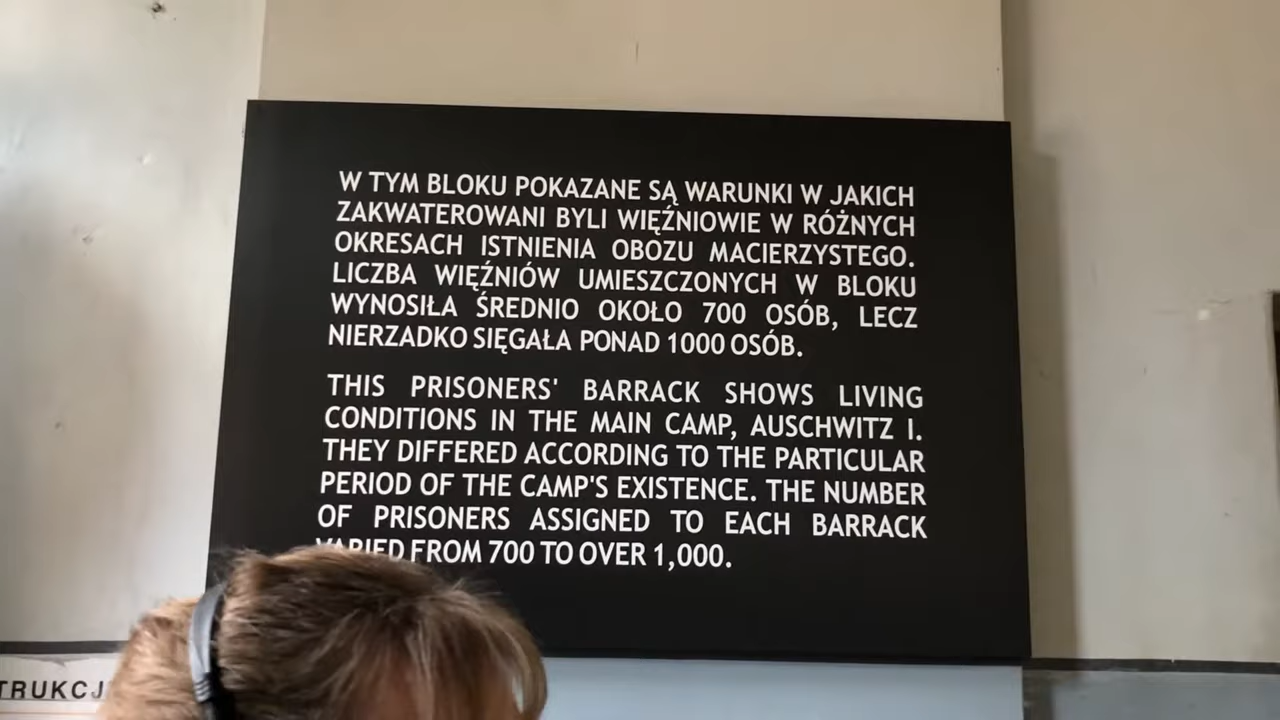 W TYM BLOKU POKAZANE SĄ WARUNKI W JAKICH
ZAKWATEROWANI BYLI WIĘŹNIOWIE W RÓŻNYCH
OKRESACH ISTNIENIA OBOZU MACIERZYSTEGO.
LICZBA WIĘŹNIÓW UMIESZCZONYCH W BLOKU
WYNOSIŁA ŚREDNIO OKOŁO 700 OSÓB, LECZ
NIERZADKO SIĘGAŁA PONAD 1000 OSÓB.
THIS PRISONERS' BARRACK SHOWS LIVING
CONDITIONS IN THE MAIN CAMP, AUSCHWITZ I.
THEY DIFFERED ACCORDING TO THE PARTICULAR
PERIOD OF THE CAMP'S EXISTENCE. THE NUMBER
OF PRISONERS ASSIGNED TO EACH BARRACK
VARIED FROM 700 TO OVER 1,000.